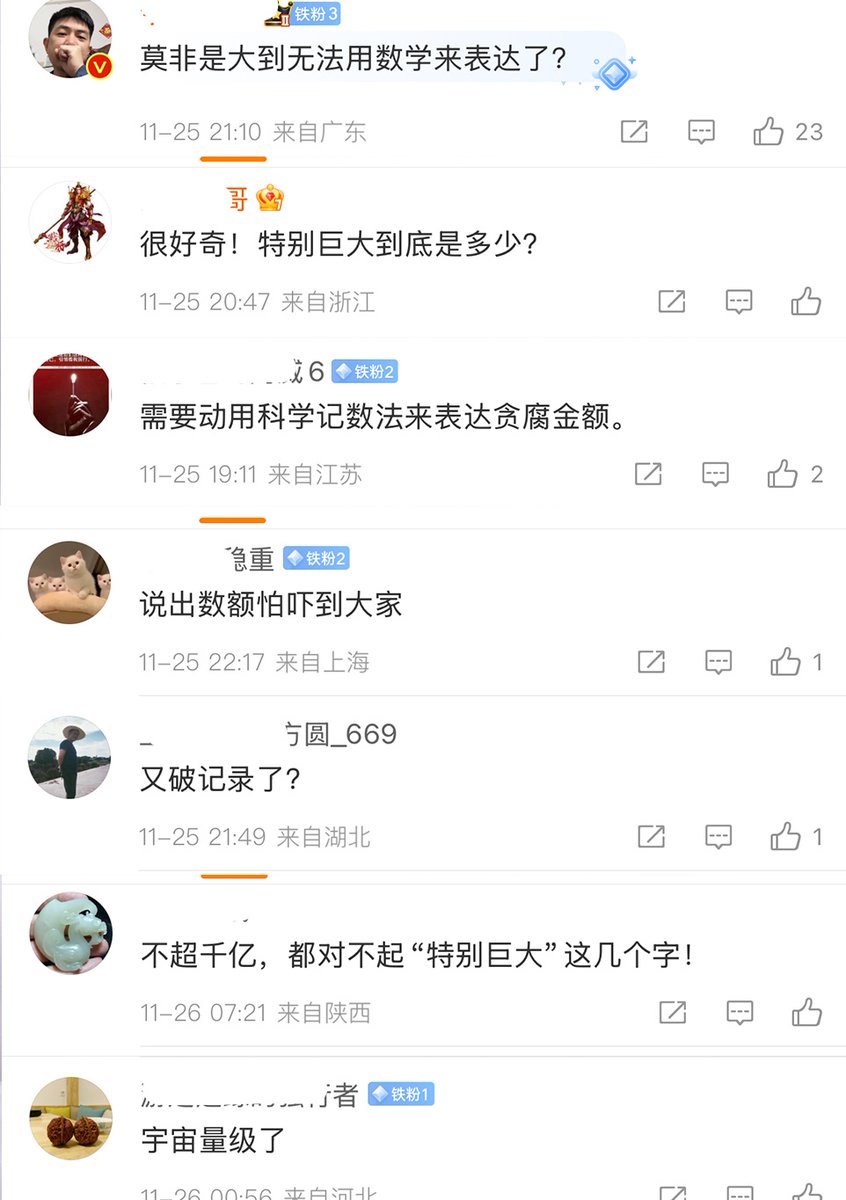 铁粉3
莫非是大到无法用数学来表达了？
11-25 21:10 来自广东
23
哥
很好奇！特别巨大到底是多少？
11-25 20:47 来自浙江
6 铁粉2
需要动用科学记数法来表达贪腐金额。
11-25 19:11 来自江苏
2
稳重 铁粉2
说出数额怕吓到大家
11-25 22:17 来自上海
1
方圆_669
又破记录了？
11-25 21:49 来自湖北
1
不超千亿，都对不起“特别巨大”这几个字！
11-26 07:21 来自陕西
行者 铁粉1
宇宙量级了
11-26 00:56 来自河北